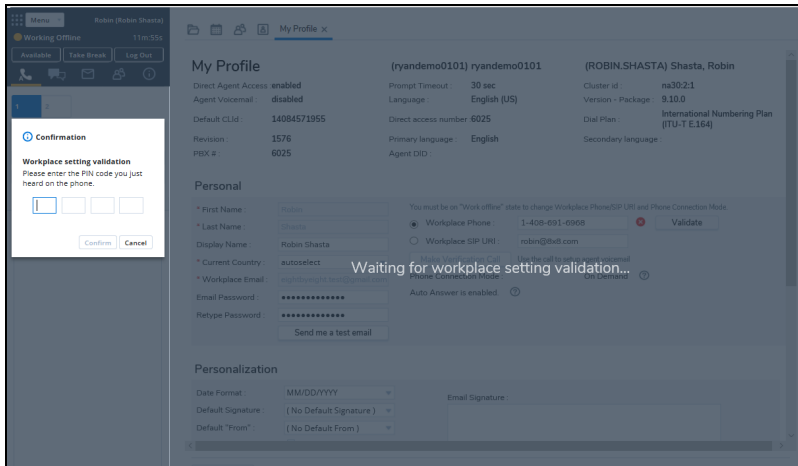 Menu
Robin (Robin Shasta)
Working Offline
11m:55s
Available
Take Break
Log Out
1
2
Confirmation
Workplace setting validation
Please enter the PIN code you just
heard on the phone.
Confirm
Cancel
My Profile ×
My Profile
(ryandemo0101) ryandemo0101
(ROBIN.SHASTA) Shasta, Robin
Direct Agent Access : enabled
Prompt Timeout : 30 sec
Cluster id : na30:2:1
Agent Voicemail : disabled
Language : English (US)
Version - Package : 9.10.0
Default CLId : 14084571955
Direct access number : 6025
Dial Plan : International Numbering Plan
(ITU-T E.164)
Revision : 1576
Primary language : English
Secondary language :
PBX # : 6025
Agent DID :
Personal
You must be on "Work offline" state to change Workplace Phone/SIP URI and Phone Connection Mode.
* First Name : Robin
Workplace Phone : 1-408-691-6966
Validate
* Last Name : Shasta
Workplace SIP URI : robin@8x8.com
Display Name : Robin Shasta
Make Verification Call
Use the call to setup agent voicemail
* Current Country : autoselect
Waiting for workplace setting validation...
* Workplace Email :
Phone Connection Mode : On Demand
Auto Answer is enabled.
Email Password : •••••••••••••
Retype Password : •••••••••••••
Send me a test email
Personalization
Date Format : MM/DD/YYYY
Email Signature :
Default Signature : ( No Default Signature )
Default "From" : ( No Default From )